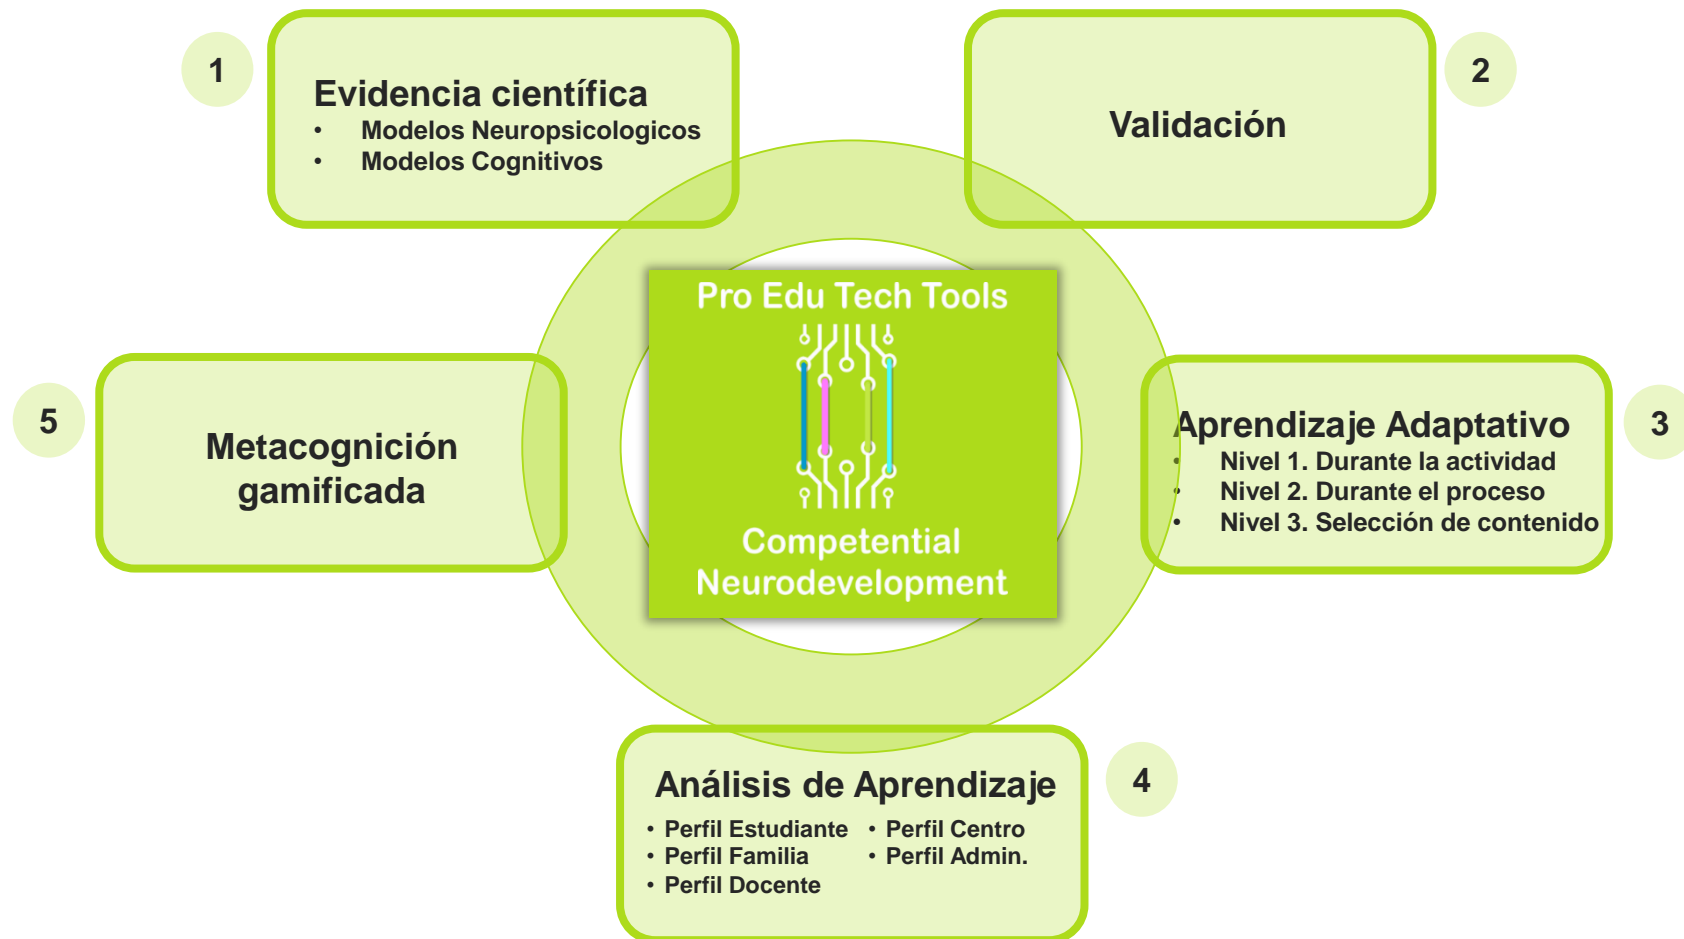 1
Evidencia científica
• Modelos Neuropsicologicos
• Modelos Cognitivos
2
Validación
Pro Edu Tech Tools
Competential
Neurodevelopment
3
Aprendizaje Adaptativo
• Nivel 1. Durante la actividad
• Nivel 2. Durante el proceso
• Nivel 3. Selección de contenido
4
Análisis de Aprendizaje
• Perfil Estudiante
• Perfil Familia
• Perfil Docente
• Perfil Centro
• Perfil Admin.
5
Metacognición
gamificada